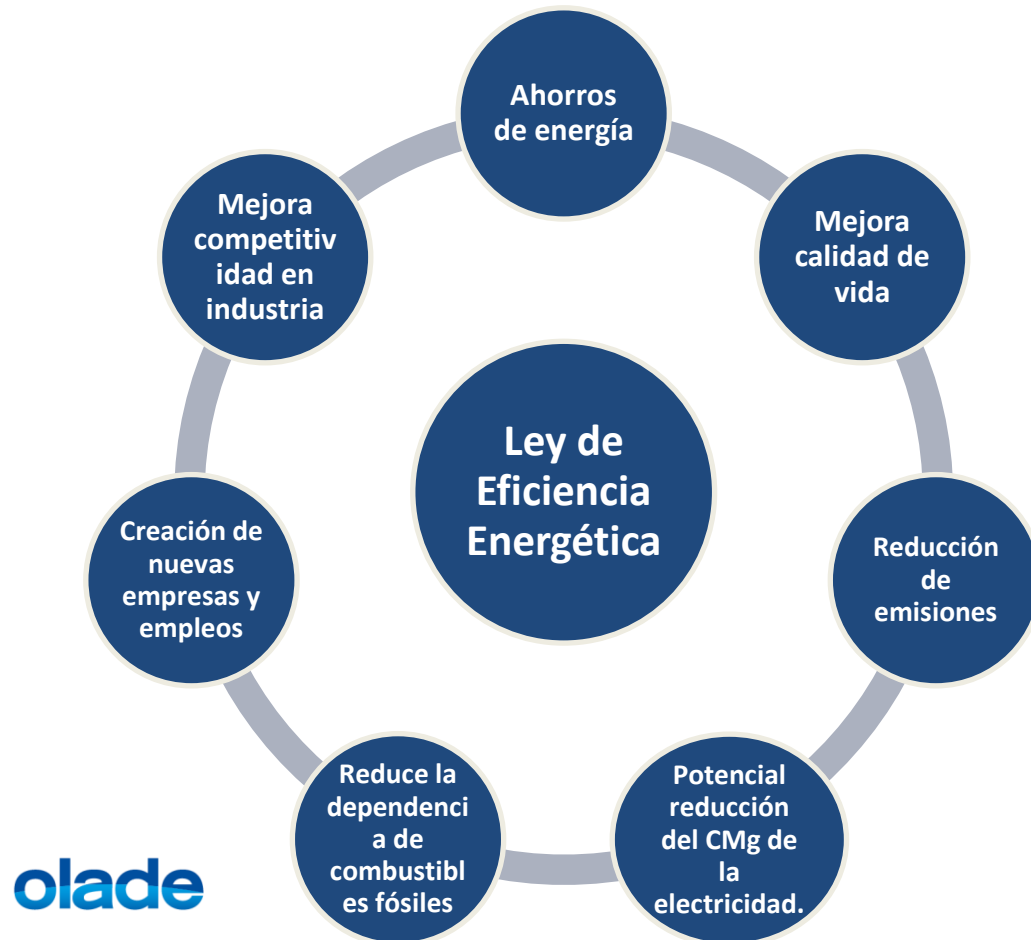 Ahorros
de energía
Mejora
calidad de
vida
Reducción
de
emisiones
Potencial
reducción
del CMg de
la
electricidad.
Reduce la
dependenci
a de
combustibl
es fósiles
Creación de
nuevas
empresas y
empleos
Mejora
competitiv
idad en
industria
Ley de
Eficiencia
Energética
olade